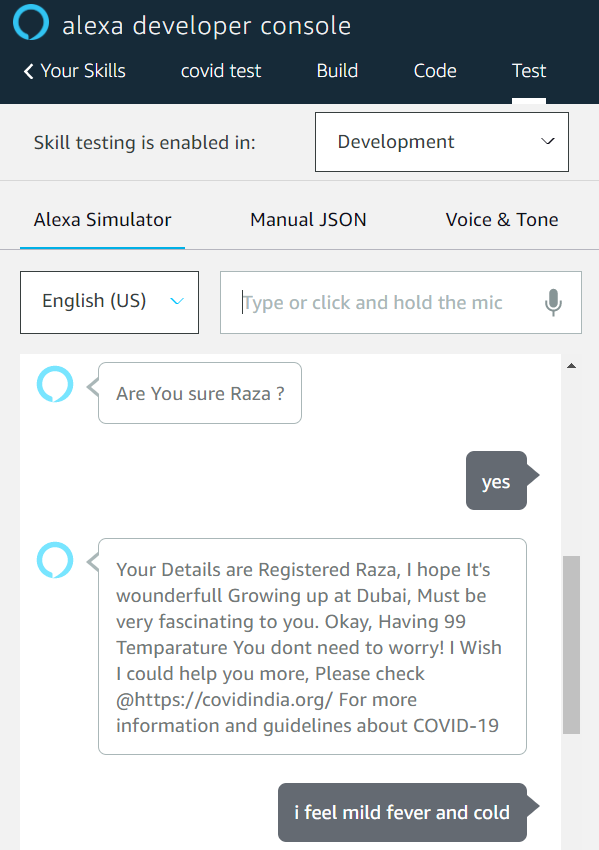 alexa developer console
Your Skills covid test Build Code Test
Skill testing is enabled in: Development
Alexa Simulator Manual JSON Voice & Tone
English (US) Type or click and hold the mic
Are You sure Raza ?
yes
Your Details are Registered Raza, I hope It's
wounderfull Growing up at Dubai, Must be
very fascinating to you. Okay, Having 99
Temparature You dont need to worry! I Wish
I could help you more, Please check
@https://covidindia.org/ For more
information and guidelines about COVID-19
i feel mild fever and cold